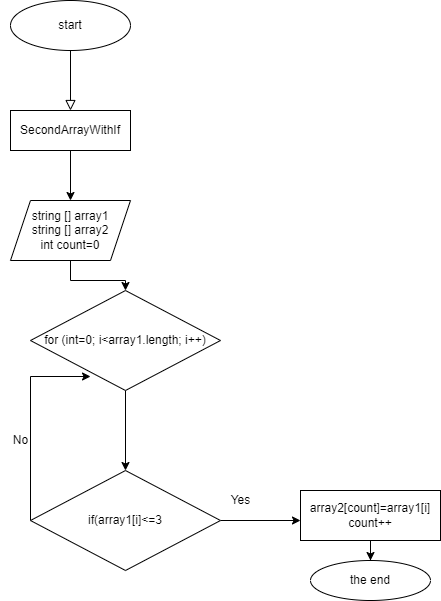 start
SecondArrayWithIf
string [] array1
string [] array2
int count=0
for (int=0; i<array1.length; i++)
No
Yes
if(array1[i]<=3
array2[count]=array1[i]
count++
the end